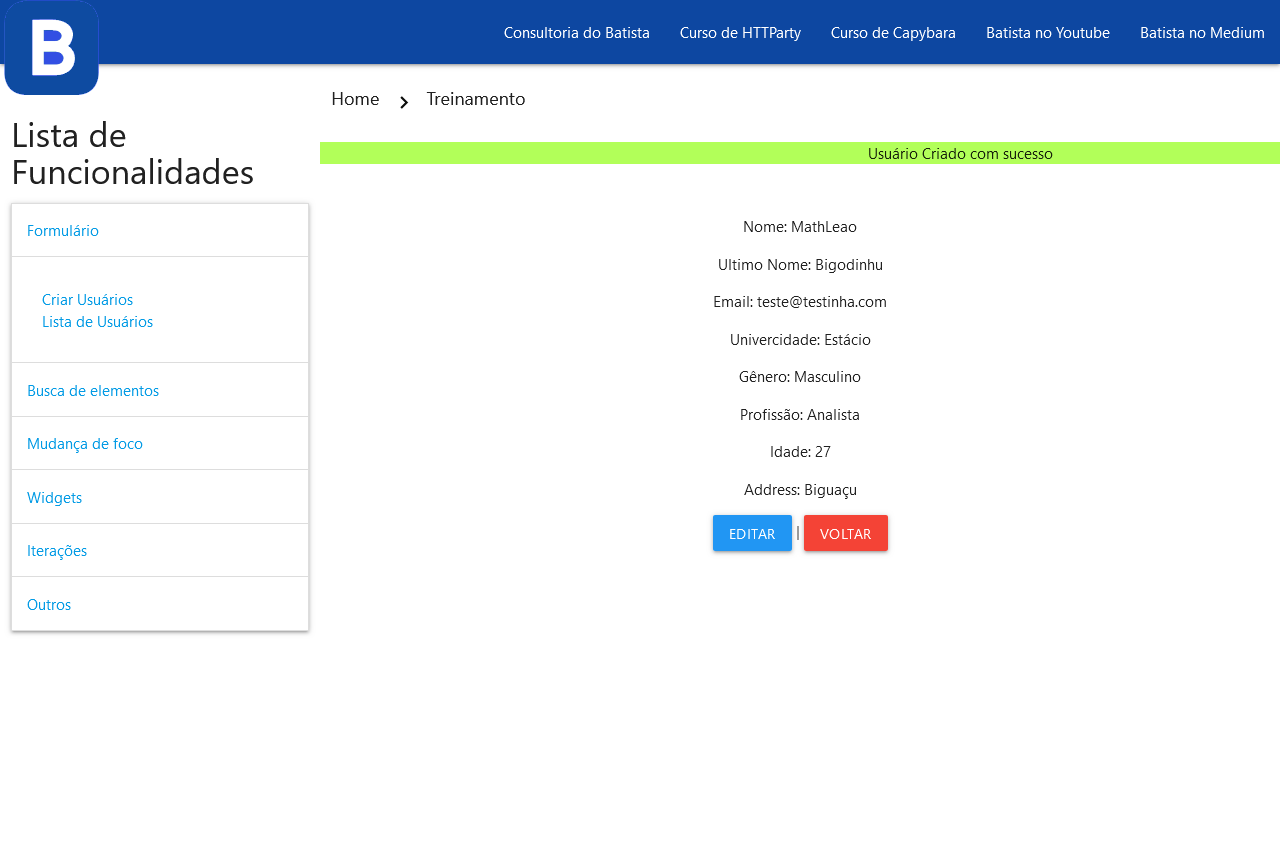 B
Consultoria do Batista
Curso de HTTParty
Curso de Capybara
Batista no Youtube
Batista no Medium
Home
Treinamento
Lista de
Funcionalidades
Formulário
Criar Usuários
Lista de Usuários
Busca de elementos
Mudança de foco
Widgets
Iterações
Outros
Usuário Criado com sucesso
Nome: MathLeao
Ultimo Nome: Bigodinhu
Email: teste@testinha.com
Univercidade: Estácio
Gênero: Masculino
Profissão: Analista
Idade: 27
Address: Biguaçu
EDITAR | VOLTAR